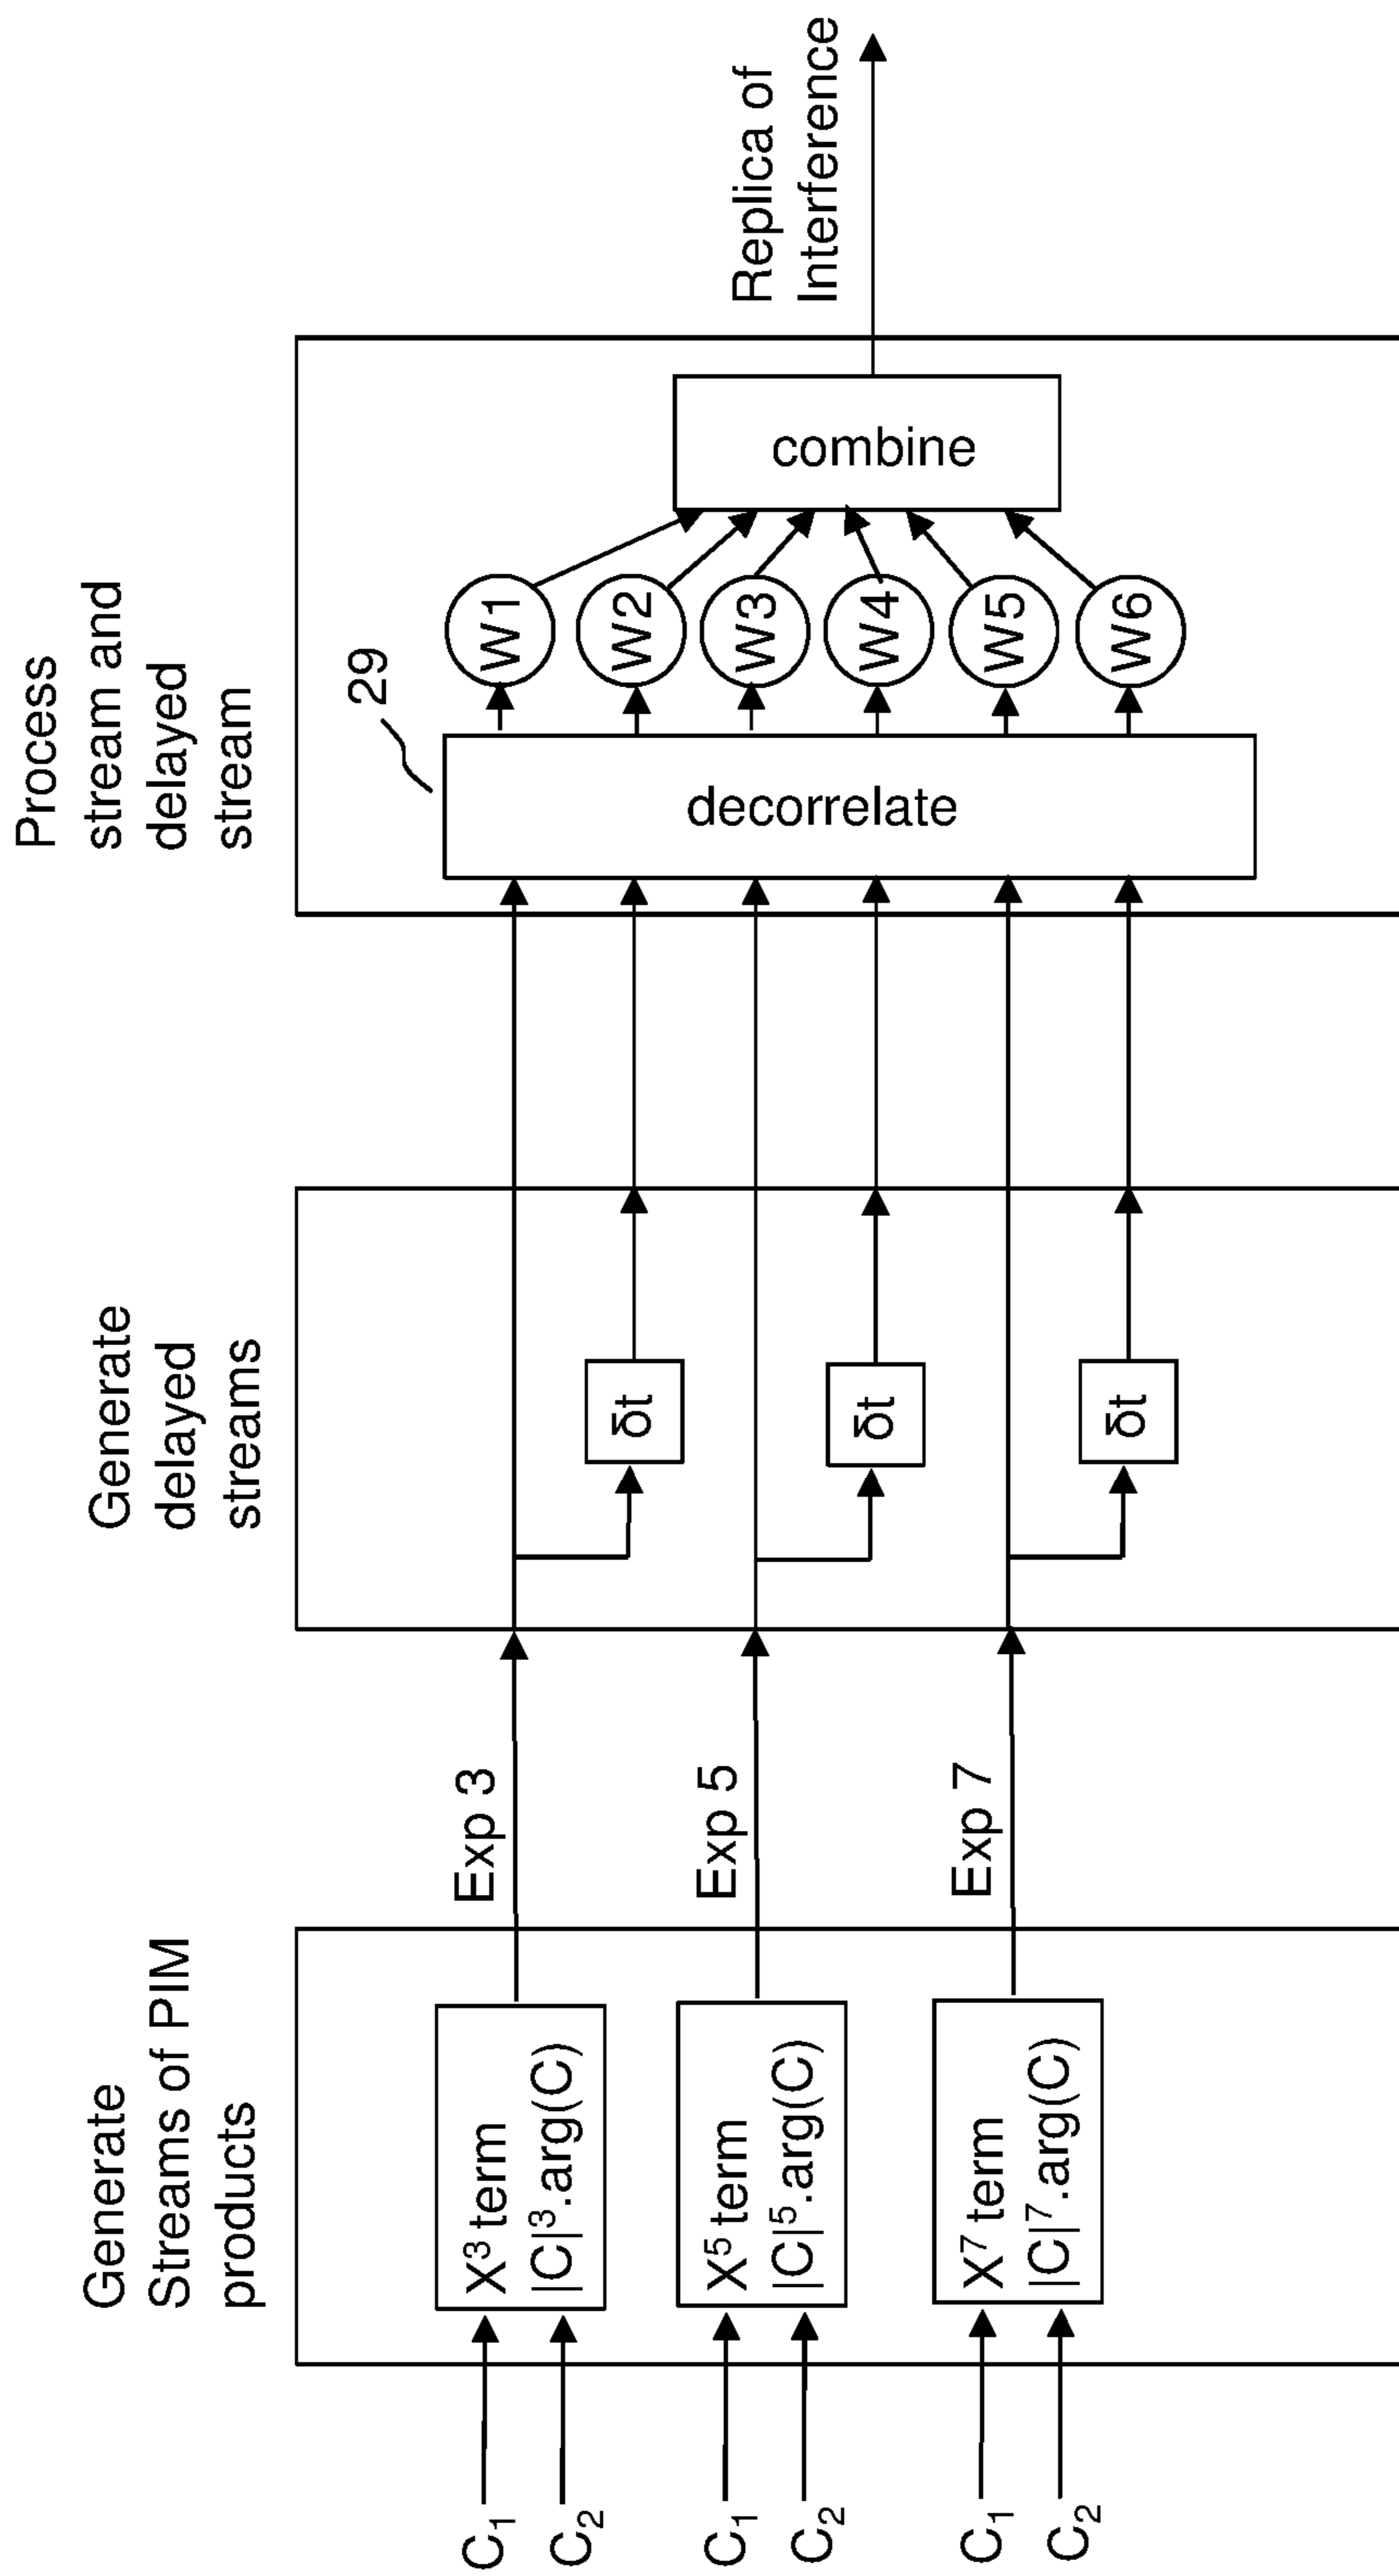 Generate
Streams of PIM
products
Generate
delayed
streams
Process
stream and
delayed
stream
C₁
C₂
X³ term
|C|³.arg(C)
Exp 3
δt
C₁
C₂
X⁵ term
|C|⁵.arg(C)
Exp 5
δt
C₁
C₂
X⁷ term
|C|⁷.arg(C)
Exp 7
δt
29
decorrelate
W1
W2
W3
W4
W5
W6
combine
Replica of
Interference